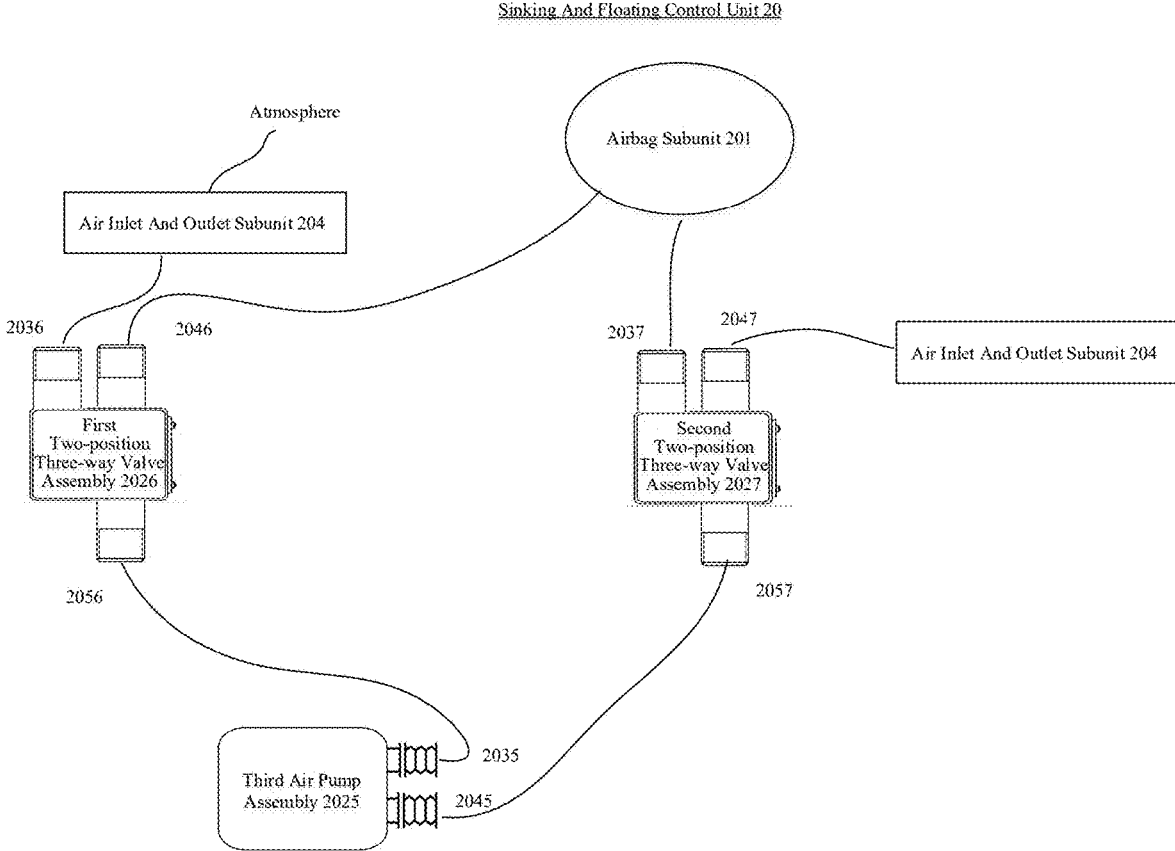 Sinking And Floating Control Unit 20
Atmosphere
Airbag Subunit 201
Air Inlet And Outlet Subunit 204
2036
2046
2037
2047
Air Inlet And Outlet Subunit 204
First
Two-position
Three-way Valve
Assembly 2026
Second
Two-position
Three-way Valve
Assembly 2027
2056
2057
Third Air Pump
Assembly 2025
2035
2045